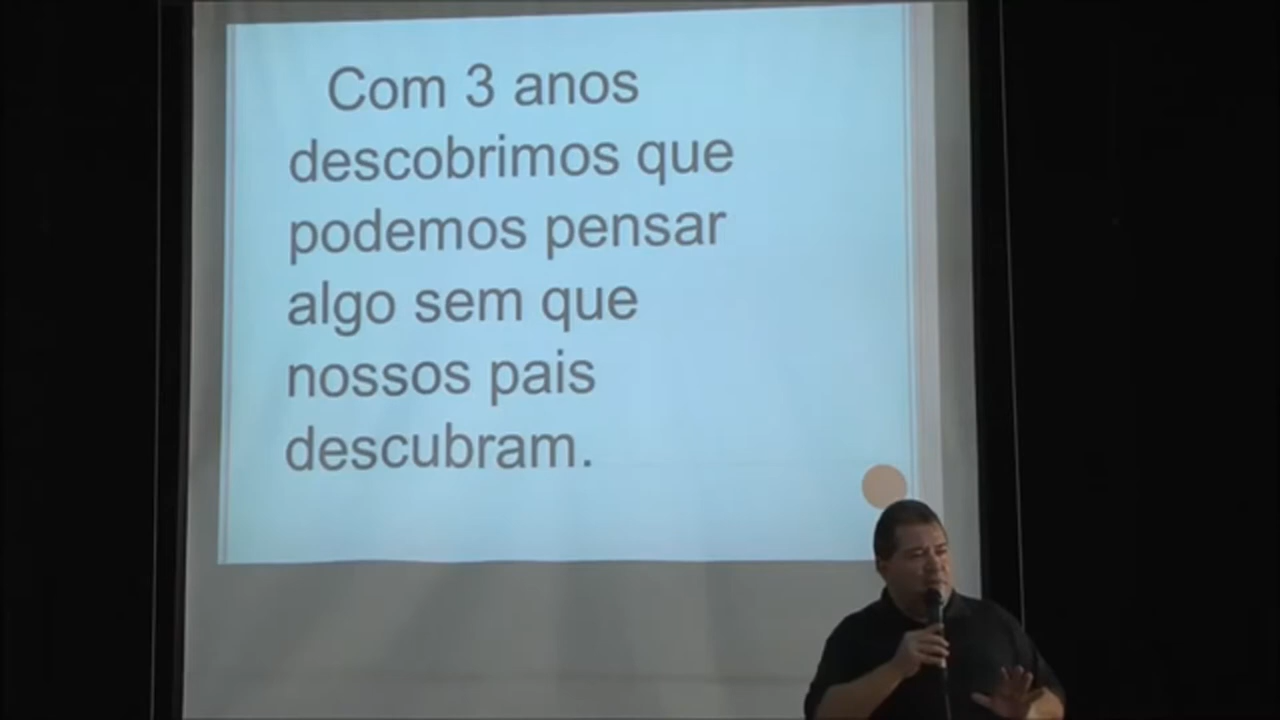 Com 3 anos
descobrimos que
podemos pensar
algo sem que
nossos pais
descubram.